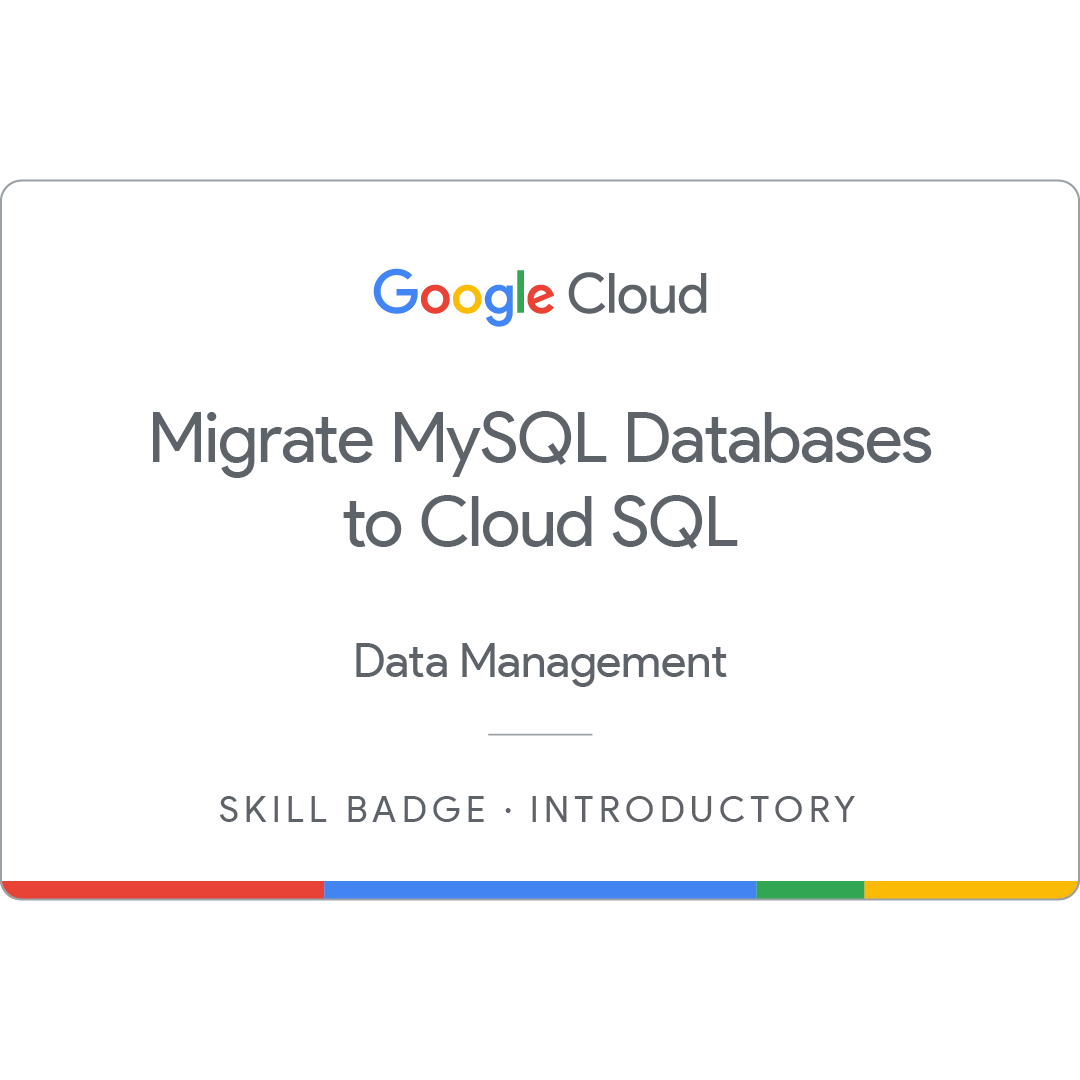 Google Cloud
Migrate MySQL Databases
to Cloud SQL
Data Management
SKILL BADGE · INTRODUCTORY